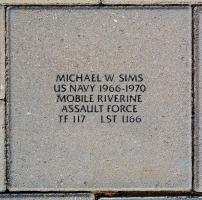 MICHAEL W. SIMS
US NAVY 1966-1970
MOBILE RIVERINE
ASSAULT FORCE
TF 117 LST 1166